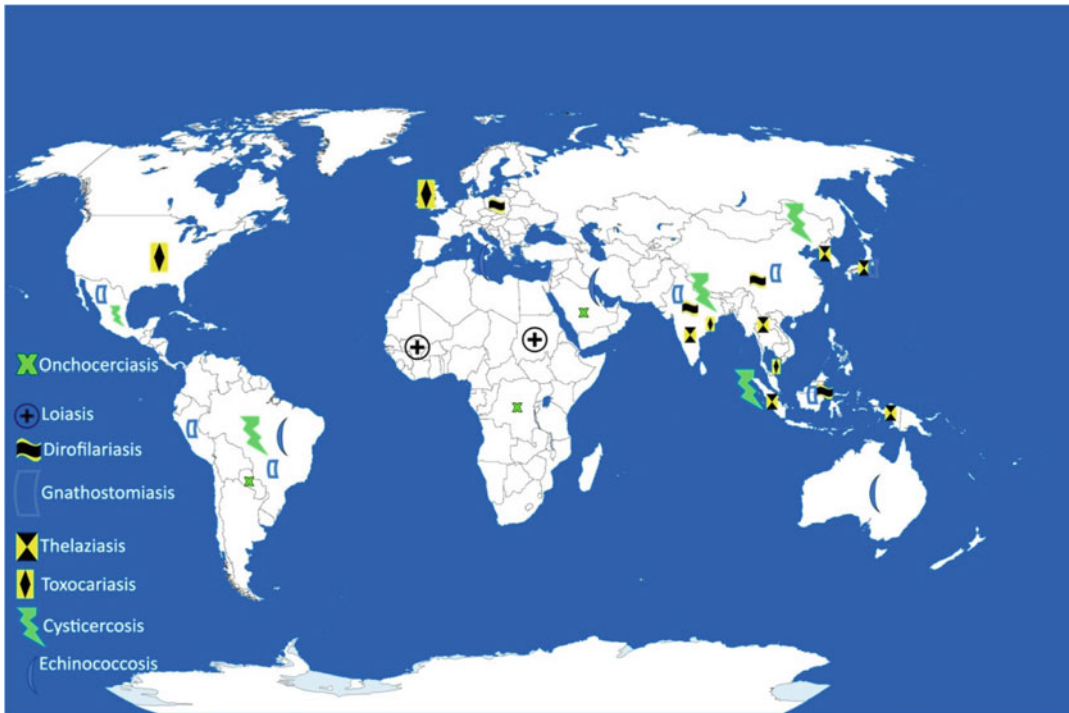 Onchocerciasis
Loiasis
Dirofilariasis
Gnathostomiasis
Thelaziasis
Toxocariasis
Cysticercosis
Echinococcosis